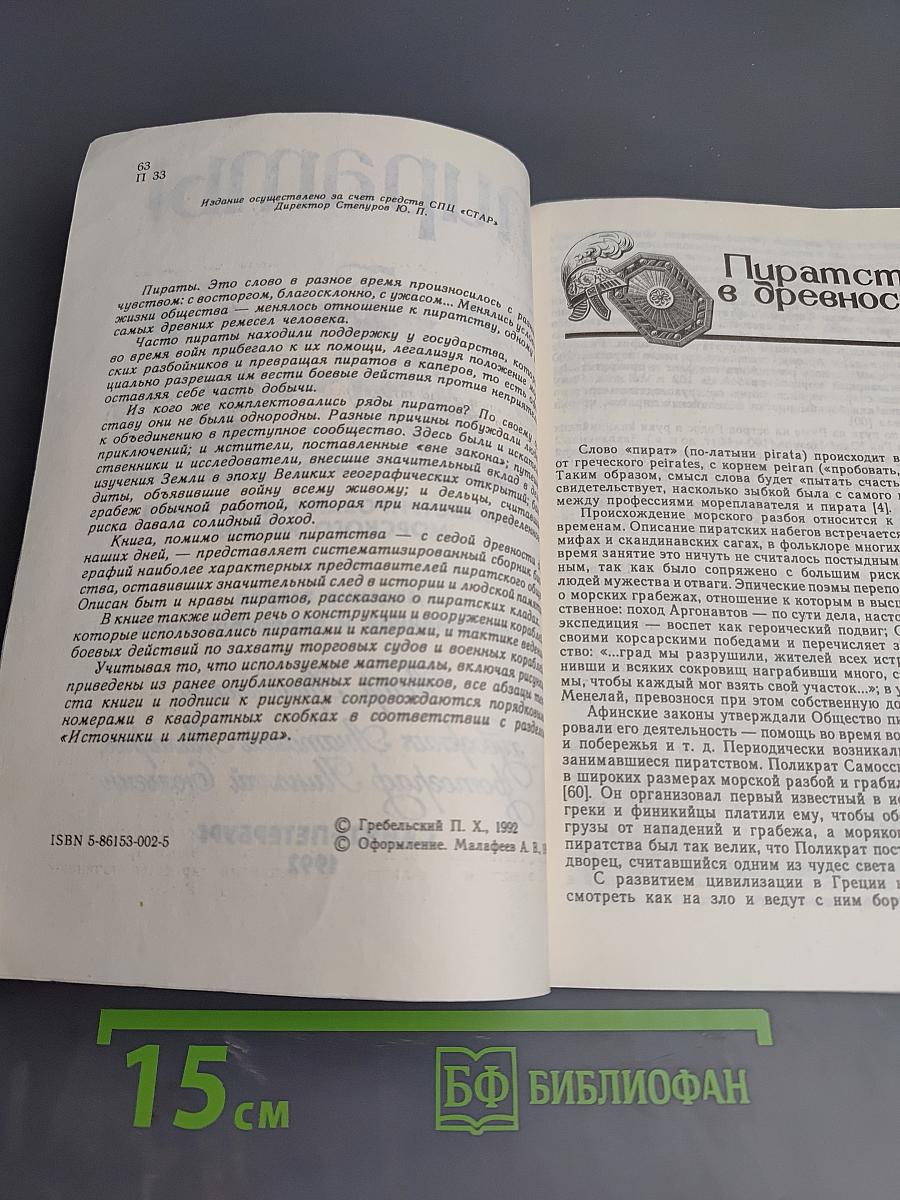 63
П 33
Издание осуществлено за счет средств СПЦ «СТАР»
Директор Степуров Ю. П.
Пираты. Это слово в разное время произносилось с
чувством: с восторгом, благосклонно, с ужасом... Менялись
жизни общества — менялось отношение к пиратству, одному
самых древних ремесел человека.
Часто пираты находили поддержку у государства,
во время войн прибегало к их помощи, легализуя положение
ских разбойников и превращая пиратов в каперов, то есть
циально разрешая им вести боевые действия против
оставляя себе часть добычи.
Из кого же комплектовались ряды пиратов? По своему
ставу они не были однородны. Разные причины побуждали
к объединению в преступное сообщество. Здесь были и
приключений; и мстители, поставленные «вне закона»;
ственники и исследователи, внесшие значительный вклад в
изучения Земли в эпоху Великих географических открытий;
диты, объявившие войну всему живому; и дельцы,
грабеж обычной работой, которая при наличии
риска давала солидный доход.
Книга, помимо истории пиратства — с седой древности
наших дней, — представляет систематизированный сборник
графий наиболее характерных представителей пиратского
ства, оставивших значительный след в истории и людской
Описан быт и нравы пиратов, рассказано о пиратских кладах.
В книге также идет речь о конструкции и вооружении
которые использовались пиратами и каперами, и тактике
боевых действий по захвату торговых судов и военных
Учитывая то, что используемые материалы, включая
приведены из ранее опубликованных источников, все абзацы
ста книги и подписи к рисункам сопровождаются
номерами в квадратных скобках в соответствии с
«Источники и литература».
ISBN 5-86153-002-5
© Гребельский П. Х., 1992
© Оформление. Малафеев А. В.,
Пиратст
в древнос
Слово «пират» (по-латыни pirata) происходит в
от греческого peirates, с корнем peiran («пробовать,
Таким образом, смысл слова будет «пытать счасть
свидетельствует, насколько зыбкой была с самого
между профессиями мореплавателя и пирата [4].
Происхождение морского разбоя относится к
временам. Описание пиратских набегов встречается
мифах и скандинавских сагах, в фольклоре многих
время занятие это ничуть не считалось постыдным
ным, так как было сопряжено с большим риск
людей мужества и отваги. Эпические поэмы перепо
о морских грабежах, отношение к которым в высш
ственное: поход Аргонавтов — по сути дела, насто
экспедиция — воспет как героический подвиг;
своими корсарскими победами и перечисляет з
ство: «...град мы разрушили, жителей всех истр
нивши и всяких сокровищ награбивши много, с
мы, чтобы каждый мог взять свой участок...»; в у
Менелай, превознося при этом собственную до
Афинские законы утверждали Общество пи
ровали его деятельность — помощь во время во
и побережья и т. д. Периодически возникал
занимавшиеся пиратством. Поликрат Самосс
в широких размерах морской разбой и грабил
[60]. Он организовал первый известный в ис
греки и финикийцы платили ему, чтобы об
грузы от нападений и грабежа, а моряко
пиратства был так велик, что Поликрат пост
дворец, считавшийся одним из чудес света
С развитием цивилизации в Греции
смотреть как на зло и ведут с ним бор
15 см
БФ БИБЛИОФАН